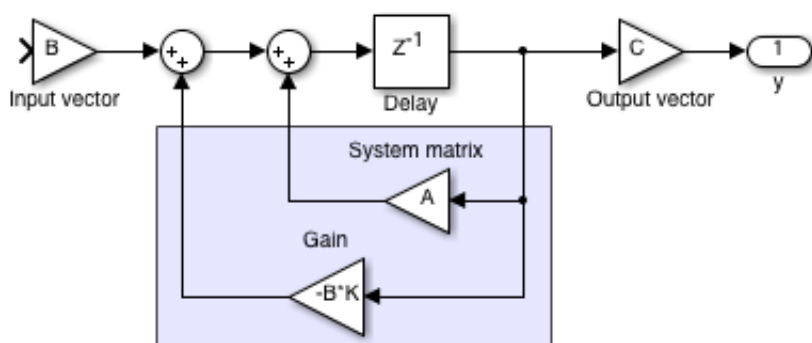 B
+
+
+
+
Z-1
C
1
Input vector
Delay
Output vector
y
System matrix
A
Gain
-B*K